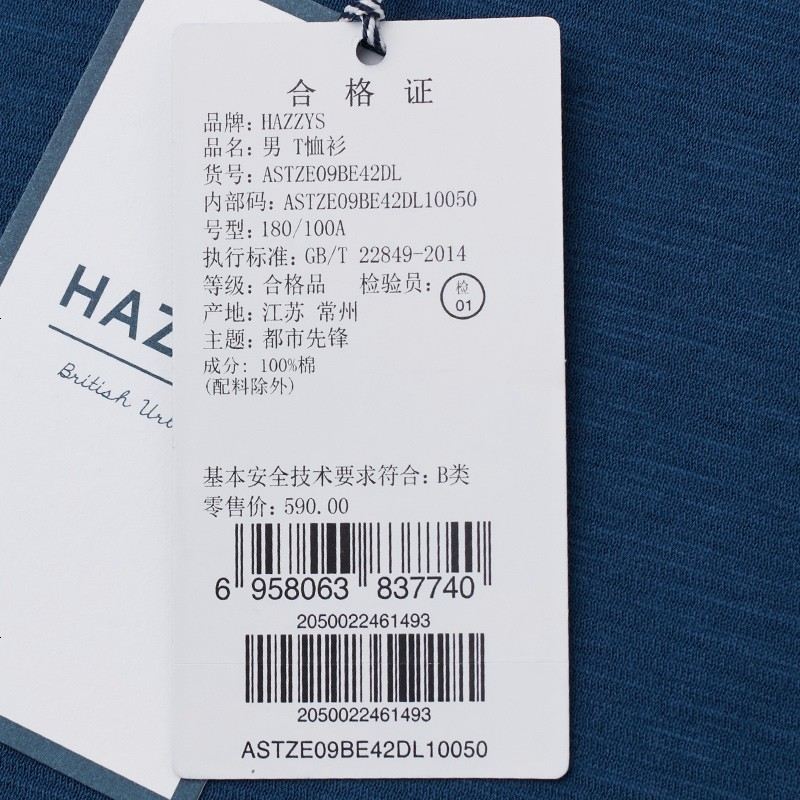 合格证
品牌: HAZZYS
品名: 男 T恤衫
货号: ASTZE09BE42DL
内部码: ASTZE09BE42DL10050
号型: 180/100A
执行标准: GB/T 22849-2014
等级: 合格品 检验员: 检 01
产地: 江苏 常州
主题: 都市先锋
成分: 100%棉
(配料除外)
基本安全技术要求符合: B类
零售价: 590.00
6 958063 837740
2050022461493
2050022461493
ASTZE09BE42DL10050
HAZ
British